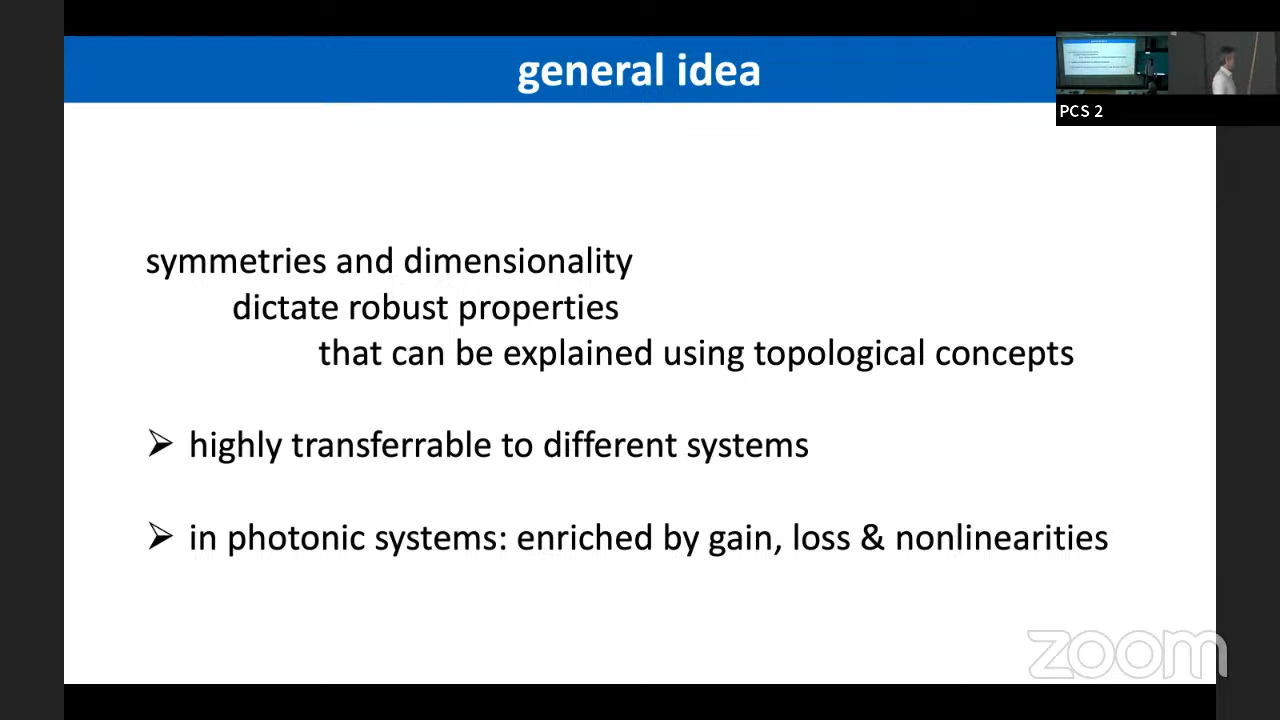 general idea
PCS 2
symmetries and dimensionality
dictate robust properties
that can be explained using topological concepts
➢ highly transferrable to different systems
➢ in photonic systems: enriched by gain, loss & nonlinearities
zoom